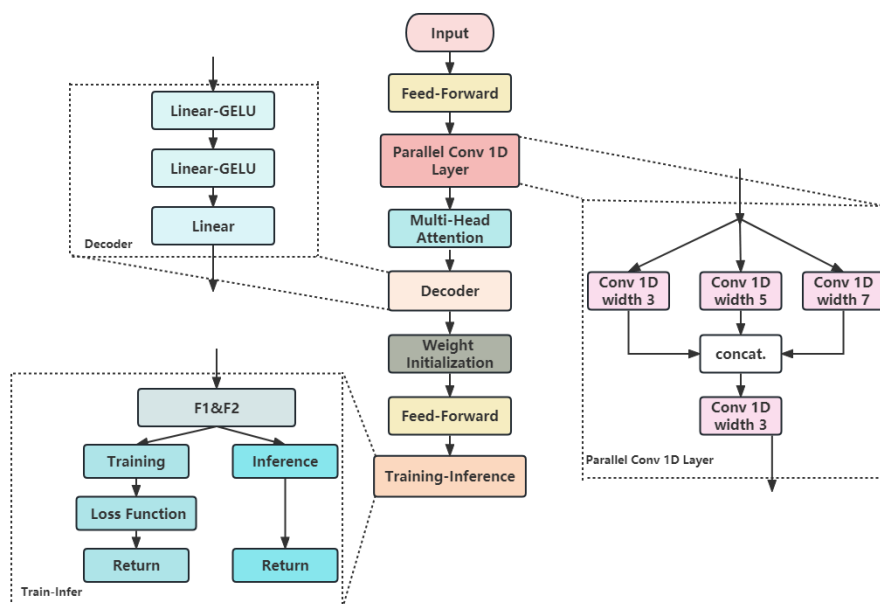 Input
Feed-Forward
Parallel Conv 1D
Layer
Multi-Head
Attention
Decoder
Weight
Initialization
Feed-Forward
Training-Inference
Linear-GELU
Linear-GELU
Linear
Decoder
F1&F2
Training
Inference
Loss Function
Return
Return
Train-Infer
Conv 1D
width 3
Conv 1D
width 5
Conv 1D
width 7
concat.
Conv 1D
width 3
Parallel Conv 1D Layer